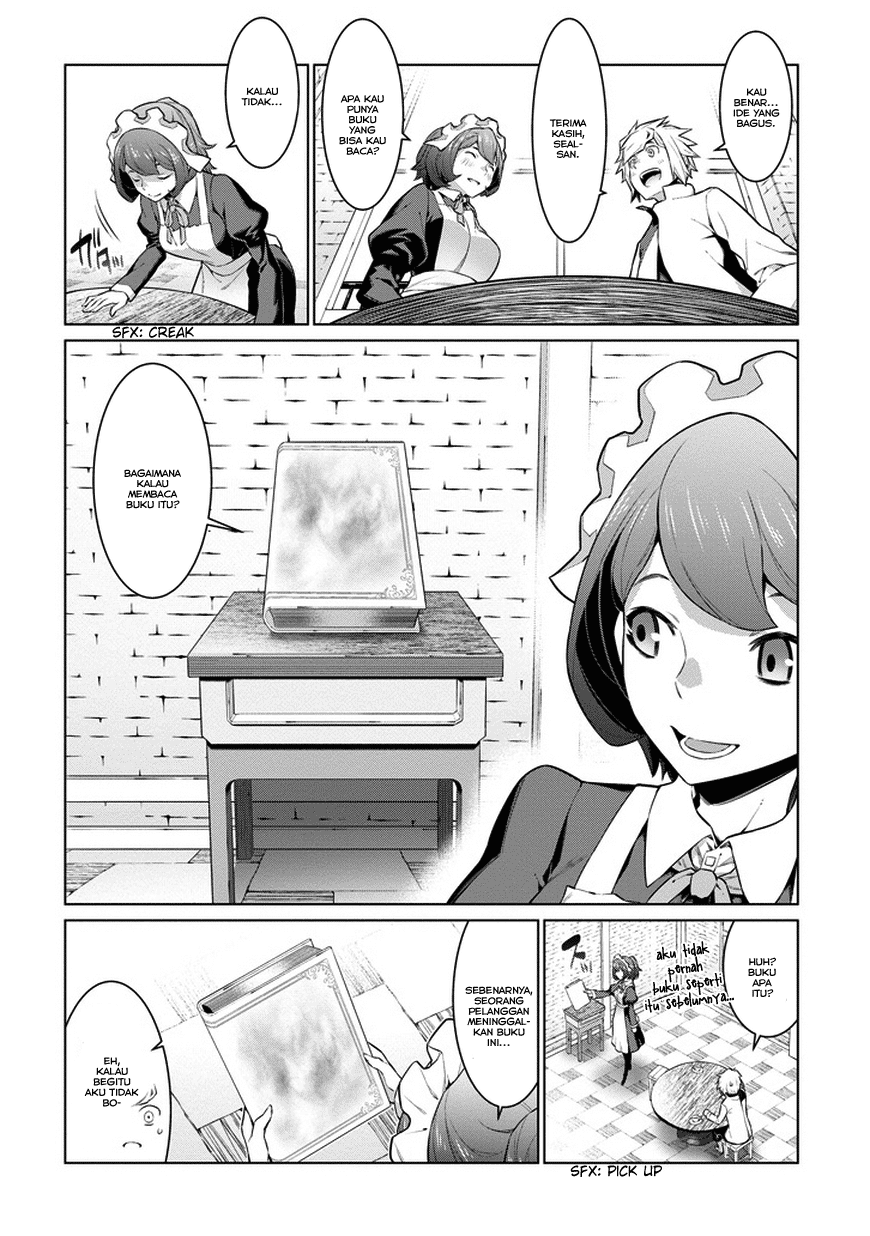 KAU
BENAR...
IDE YANG
BAGUS.
TERIMA
KASIH,
SEAL-
SAN.
APA KAU
PUNYA
BUKU
YANG
BISA KAU
BACA?
KALAU
TIDAK...
ガタ
SFX: CREAK
BAGAIMANA
KALAU
MEMBACA
BUKU ITU?
HUH?
BUKU
APA
ITU?
aku tidak
pernah
buku seperti
itu sebelumnya...
SFX: PICK UP
SEBENARNYA,
SEORANG
PELANGGAN
MENINGGAL-
KAN BUKU
INI...
EH,
KALAU
BEGITU
AKU TIDAK
BO-